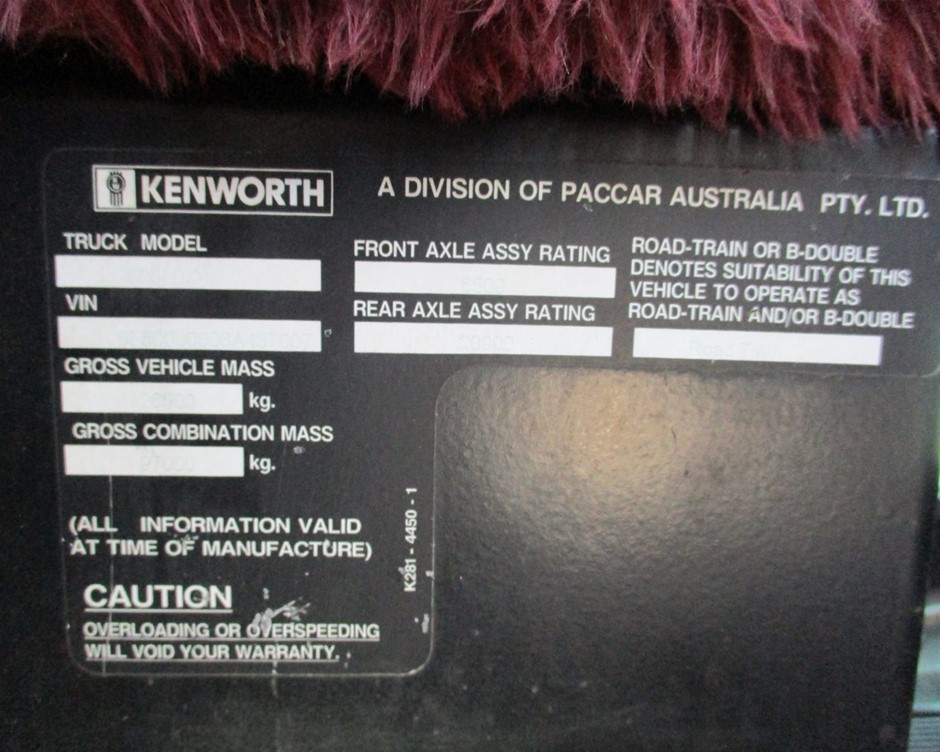 KENWORTH
A DIVISION OF PACCAR AUSTRALIA PTY. LTD.
TRUCK MODEL
VIN
GROSS VEHICLE MASS
kg.
GROSS COMBINATION MASS
kg.
FRONT AXLE ASSY RATING
REAR AXLE ASSY RATING
ROAD-TRAIN OR B-DOUBLE
DENOTES SUITABILITY OF THIS
VEHICLE TO OPERATE AS
ROAD-TRAIN AND/OR B-DOUBLE
(ALL INFORMATION VALID
AT TIME OF MANUFACTURE)
K281 - 4450 - 1
CAUTION
OVERLOADING OR OVERSPEEDING
WILL VOID YOUR WARRANTY.